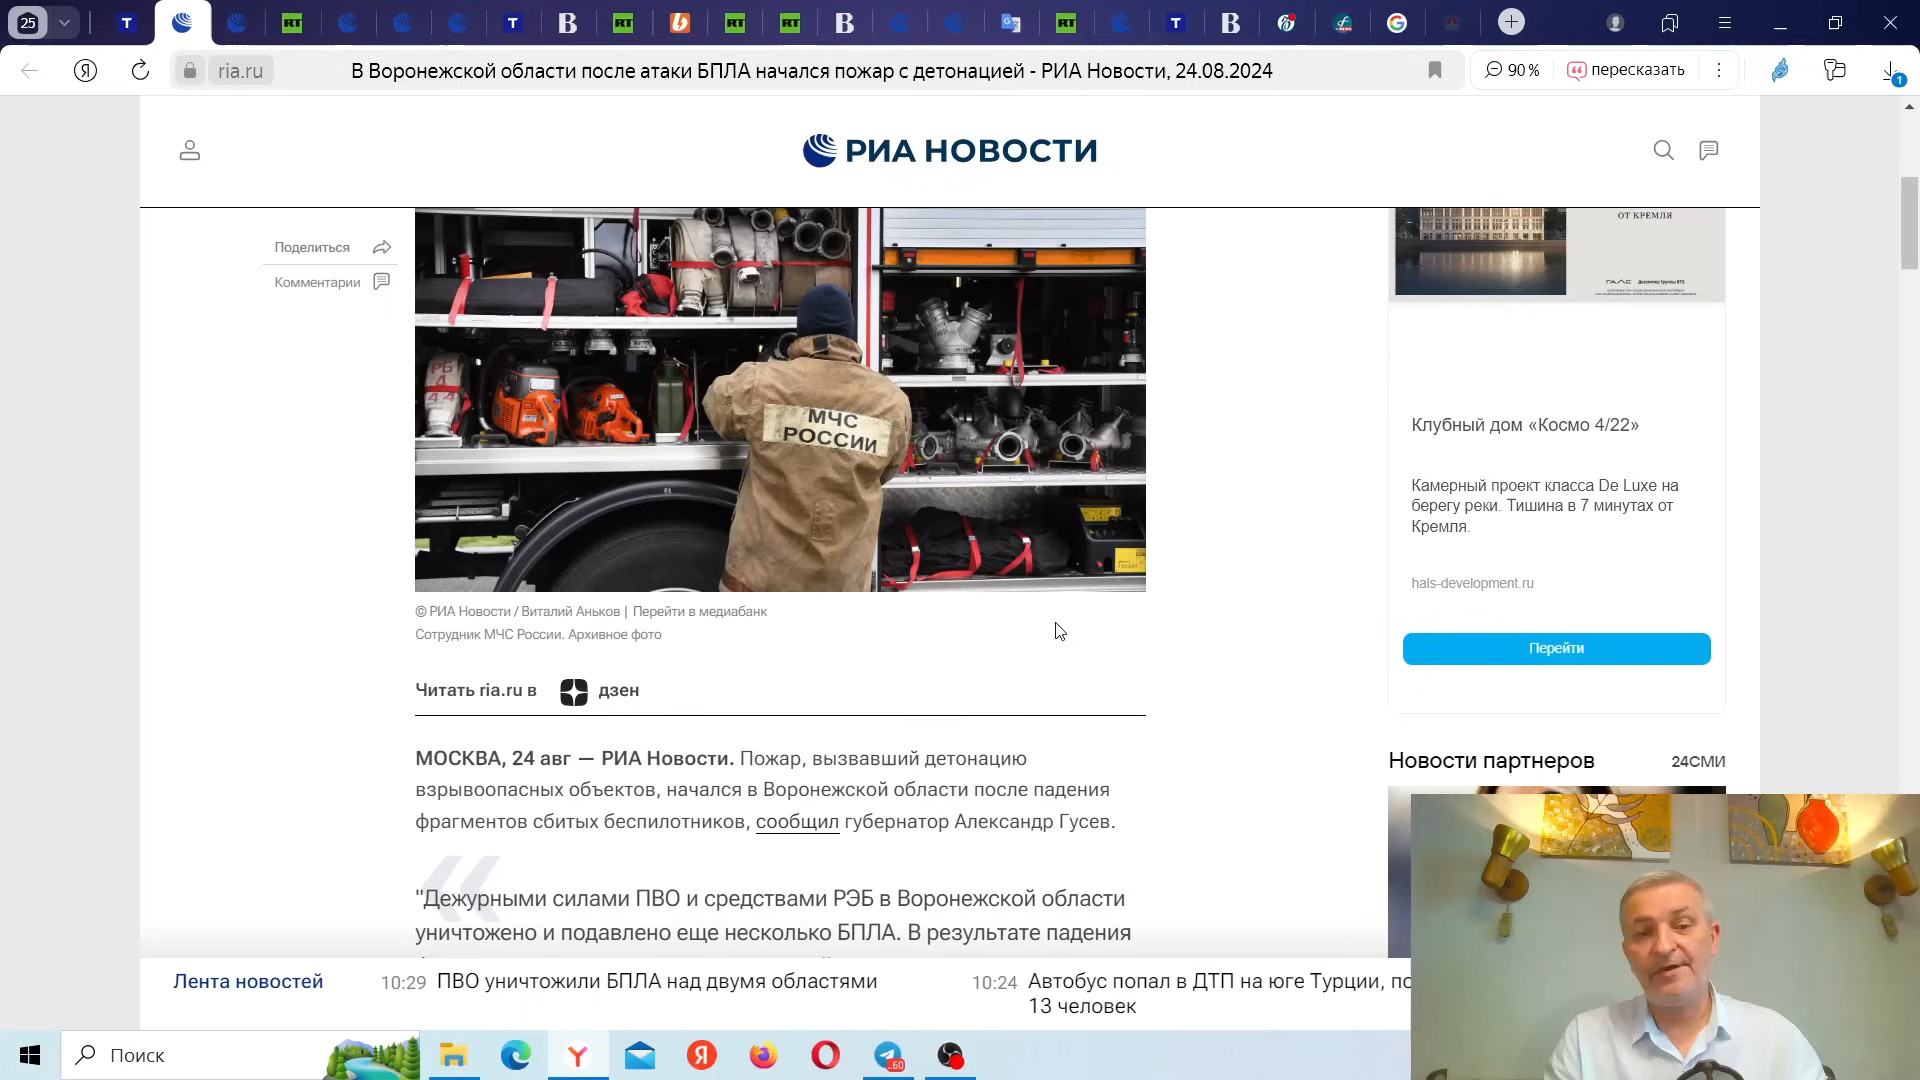 25
ria.ru
В Воронежской области после атаки БПЛА начался пожар с детонацией - РИА Новости, 24.08.2024
90 %
пересказать
1
РИА НОВОСТИ
Поделиться
Комментарии
РБ
МЧС
РОССИИ
ОТ КРЕМЛЯ
ГАЛС
Клубный дом «Космо 4/22»
Камерный проект класса De Luxe на
берегу реки. Тишина в 7 минутах от
Кремля.
hals-development.ru
Перейти
© РИА Новости / Виталий Аньков | Перейти в медиабанк
Сотрудник МЧС России. Архивное фото
Читать ria.ru в дзен
Новости партнеров
24СМИ
МОСКВА, 24 авг — РИА Новости. Пожар, вызвавший детонацию
взрывоопасных объектов, начался в Воронежской области после падения
фрагментов сбитых беспилотников, сообщил губернатор Александр Гусев.
"Дежурными силами ПВО и средствами РЭБ в Воронежской области
уничтожено и подавлено еще несколько БПЛА. В результате падения
Лента новостей
10:29 ПВО уничтожили БПЛА над двумя областями
10:24 Автобус попал в ДТП на юге Турции, по
13 человек
Поиск
60